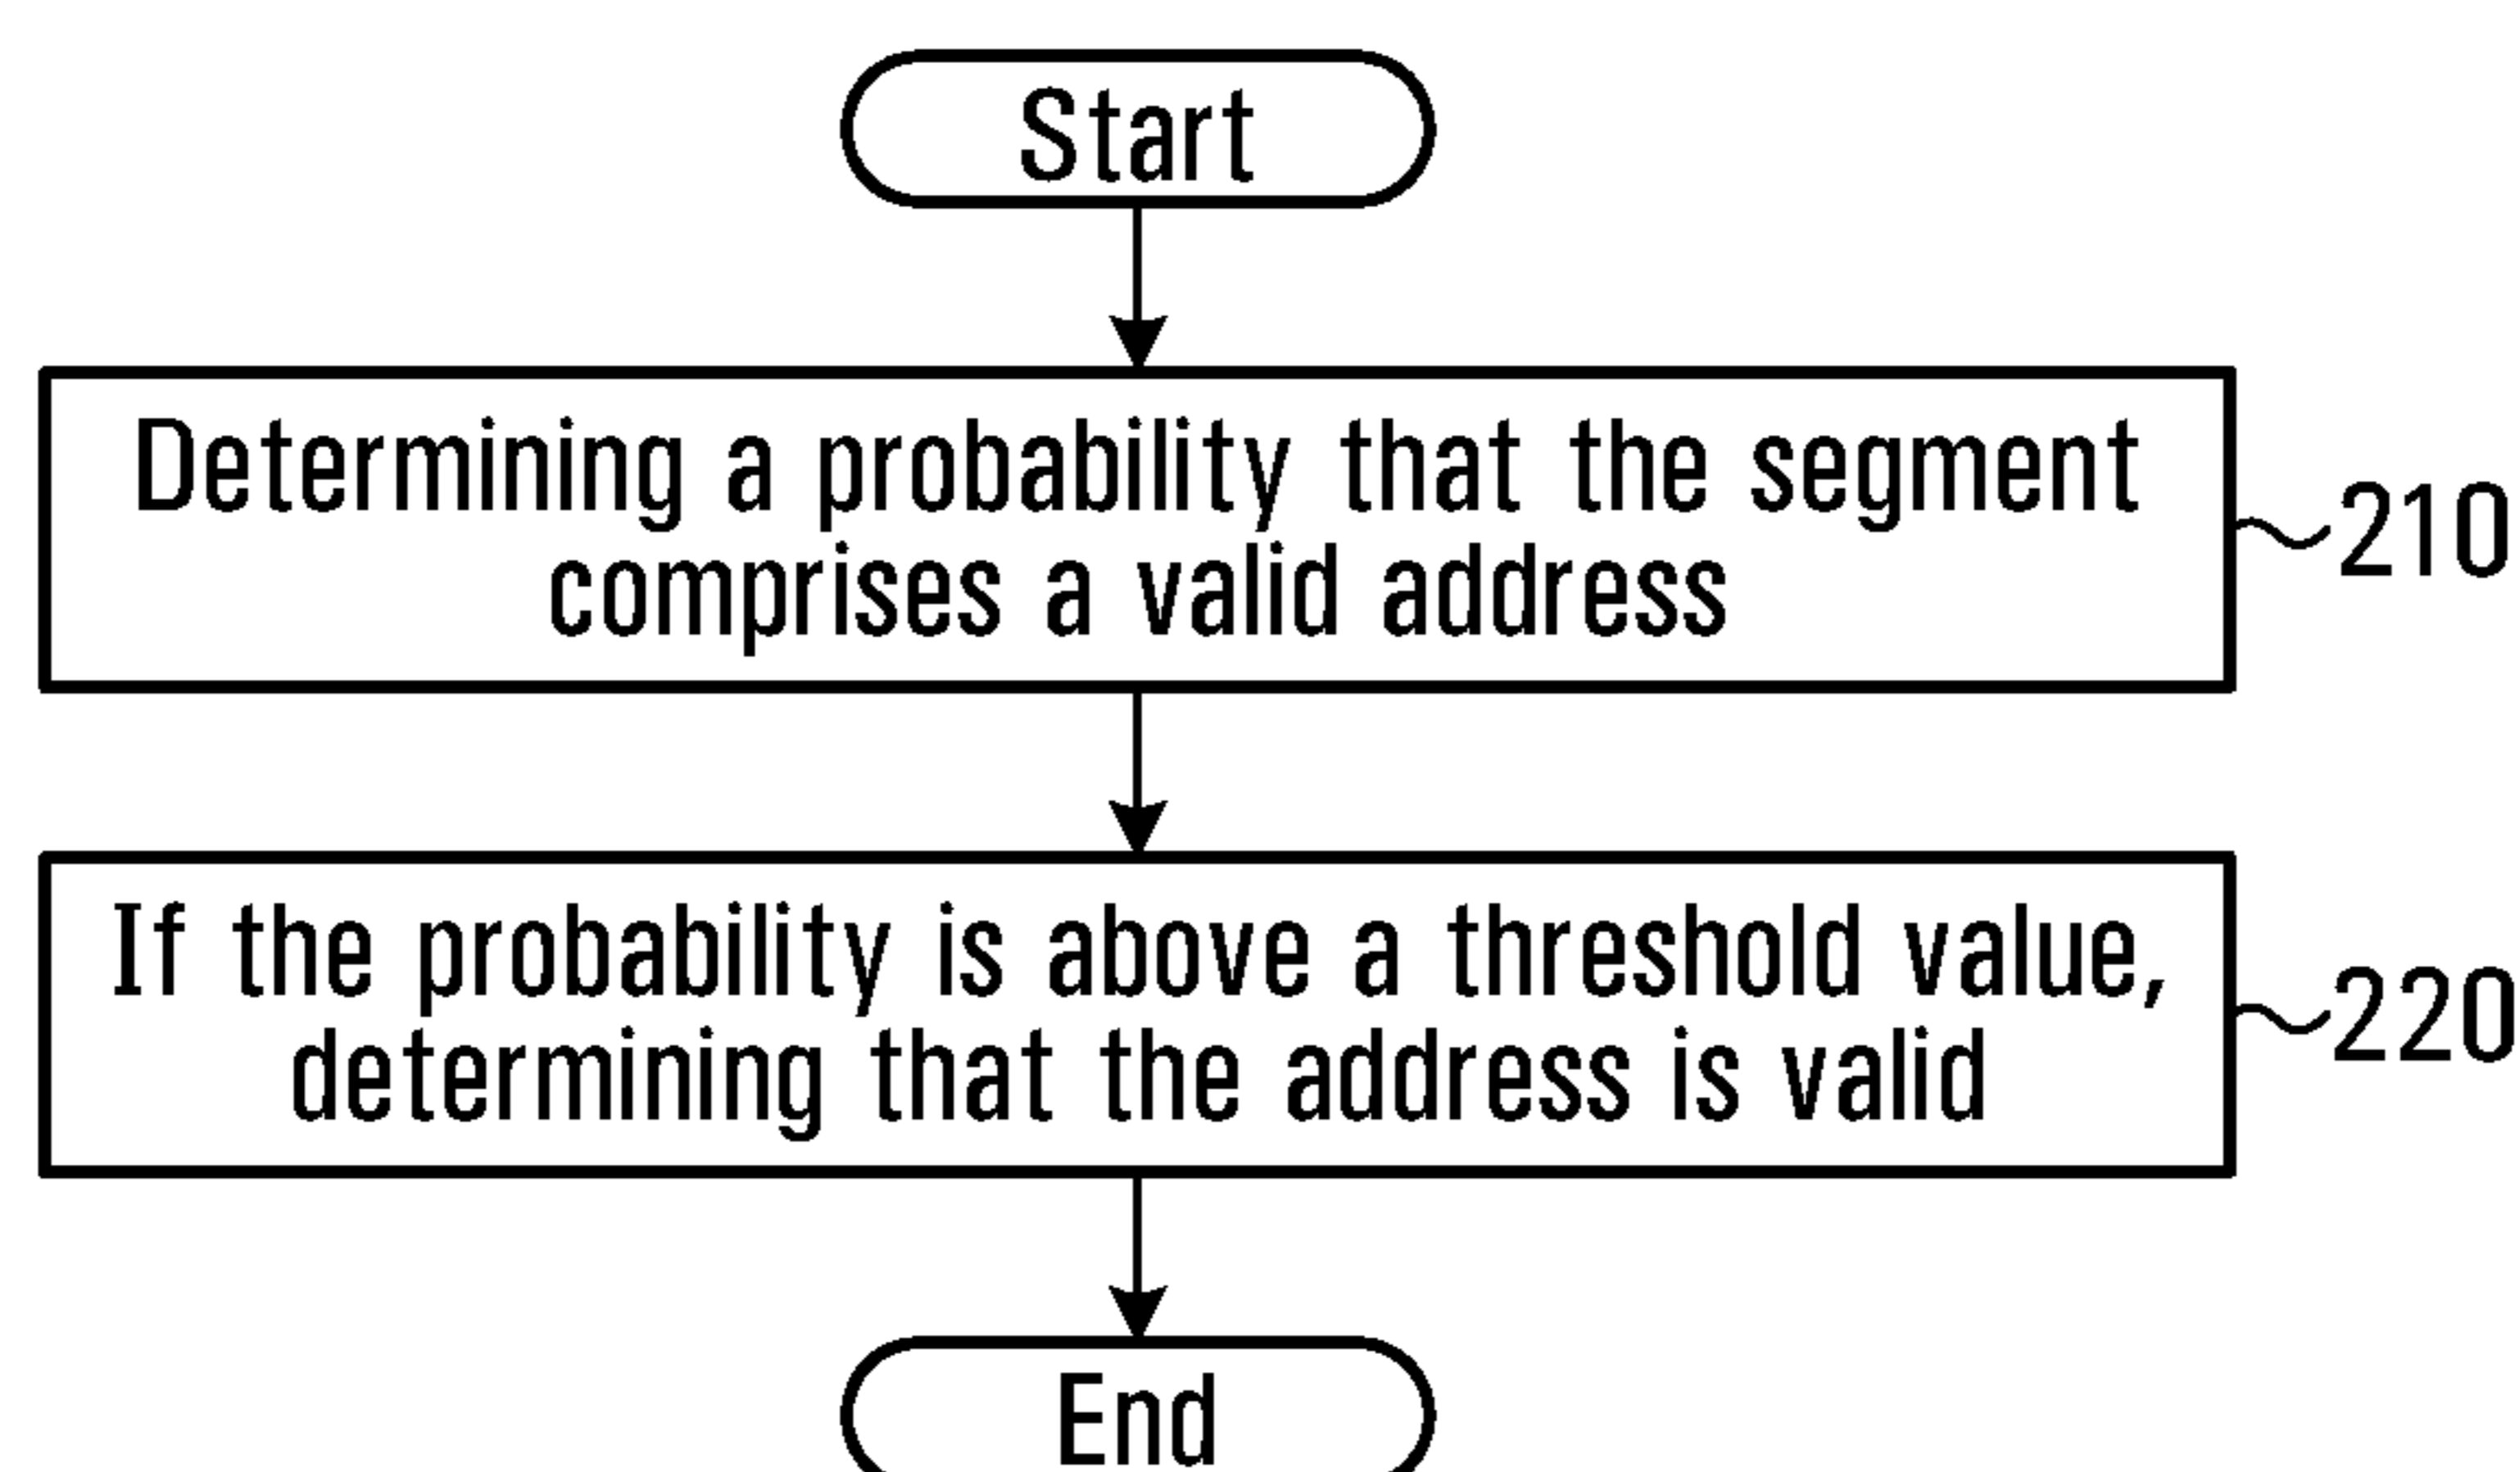 Start
Determining a probability that the segment
comprises a valid address
210
If the probability is above a threshold value,
determining that the address is valid
220
End